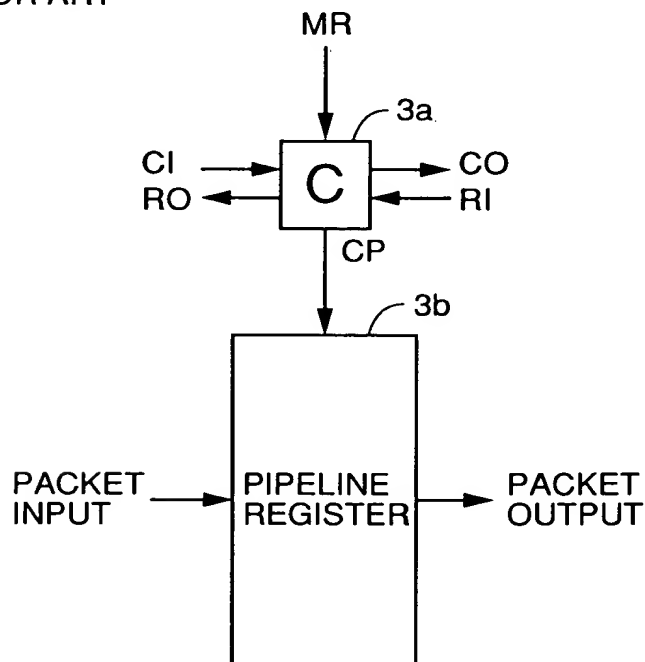 MR
3a
CI
CO
C
RO
RI
CP
3b
PACKET
INPUT
PIPELINE
REGISTER
PACKET
OUTPUT